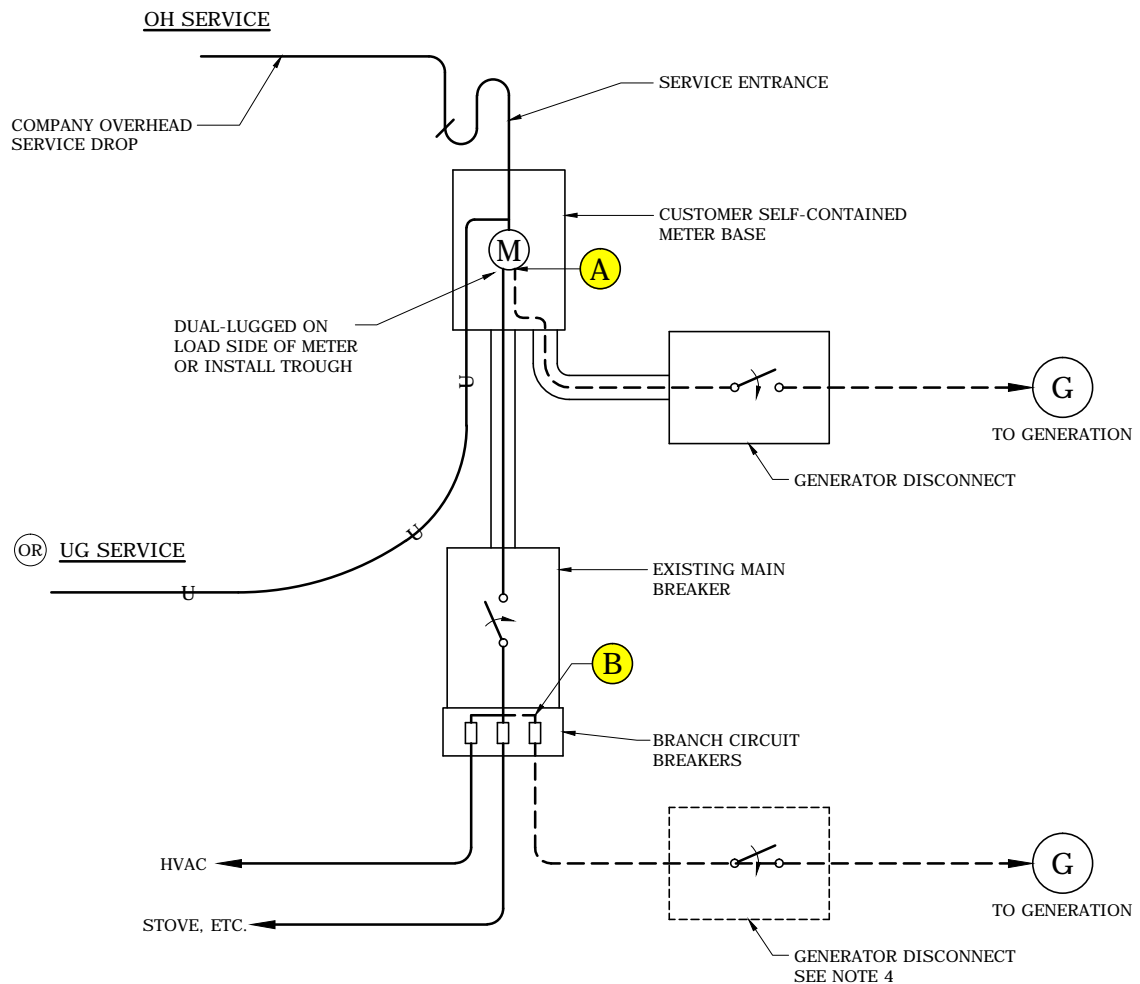 OH SERVICE
SERVICE ENTRANCE
COMPANY OVERHEAD
SERVICE DROP
CUSTOMER SELF-CONTAINED
METER BASE
M
A
DUAL-LUGGED ON
LOAD SIDE OF METER
OR INSTALL TROUGH
U
G
TO GENERATION
GENERATOR DISCONNECT
U
OR UG SERVICE
U
EXISTING MAIN
BREAKER
B
BRANCH CIRCUIT
BREAKERS
HVAC
G
TO GENERATION
STOVE, ETC.
GENERATOR DISCONNECT
SEE NOTE 4